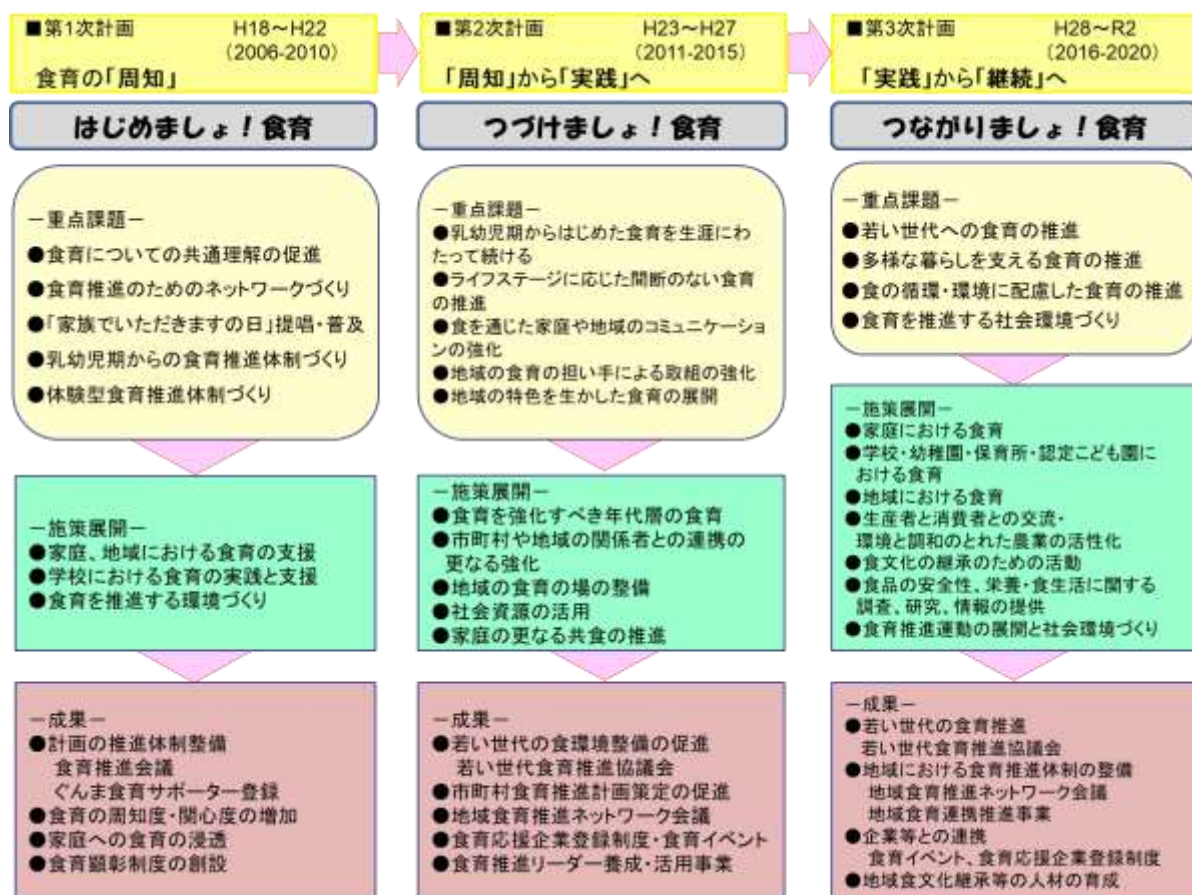 ■第1次計画 H18～H22
（2006-2010）
食育の「周知」
はじめましょ！食育
－重点課題－
●食育についての共通理解の促進
●食育推進のためのネットワークづくり
●「家族でいただきますの日」提唱・普及
●乳幼児期からの食育推進体制づくり
●体験型食育推進体制づくり
－施策展開－
●家庭、地域における食育の支援
●学校における食育の実践と支援
●食育を推進する環境づくり
－成果－
●計画の推進体制整備
食育推進会議
ぐんま食育サポーター登録
●食育の周知度・関心度の増加
●家庭への食育の浸透
●食育顕彰制度の創設
■第2次計画 H23～H27
（2011-2015）
「周知」から「実践」へ
つづけましょ！食育
－重点課題－
●乳幼児期からはじめた食育を生涯にわ
たって続ける
●ライフステージに応じた間断のない食育
の推進
●食を通じた家庭や地域のコミュニケーショ
ンの強化
●地域の食育の担い手による取組の強化
●地域の特色を生かした食育の展開
－施策展開－
●食育を強化すべき年代層の食育
●市町村や地域の関係者との連携の
更なる強化
●地域の食育の場の整備
●社会資源の活用
●家庭の更なる共食の推進
－成果－
●若い世代の食環境整備の促進
若い世代食育推進協議会
●市町村食育推進計画策定の促進
●地域食育推進ネットワーク会議
●食育応援企業登録制度・食育イベント
●食育推進リーダー養成・活用事業
■第3次計画 H28～R2
（2016-2020）
「実践」から「継続」へ
つながりましょ！食育
－重点課題－
●若い世代への食育の推進
●多様な暮らしを支える食育の推進
●食の循環・環境に配慮した食育の推進
●食育を推進する社会環境づくり
－施策展開－
●家庭における食育
●学校・幼稚園・保育所・認定こども園に
おける食育
●地域における食育
●生産者と消費者との交流・
環境と調和のとれた農業の活性化
●食文化の継承のための活動
●食品の安全性、栄養・食生活に関する
調査、研究、情報の提供
●食育推進運動の展開と社会環境づくり
－成果－
●若い世代の食育推進
若い世代食育推進協議会
●地域における食育推進体制の整備
地域食育推進ネットワーク会議
地域食育連携推進事業
●企業等との連携
食育イベント、食育応援企業登録制度
●地域食文化継承等の人材の育成